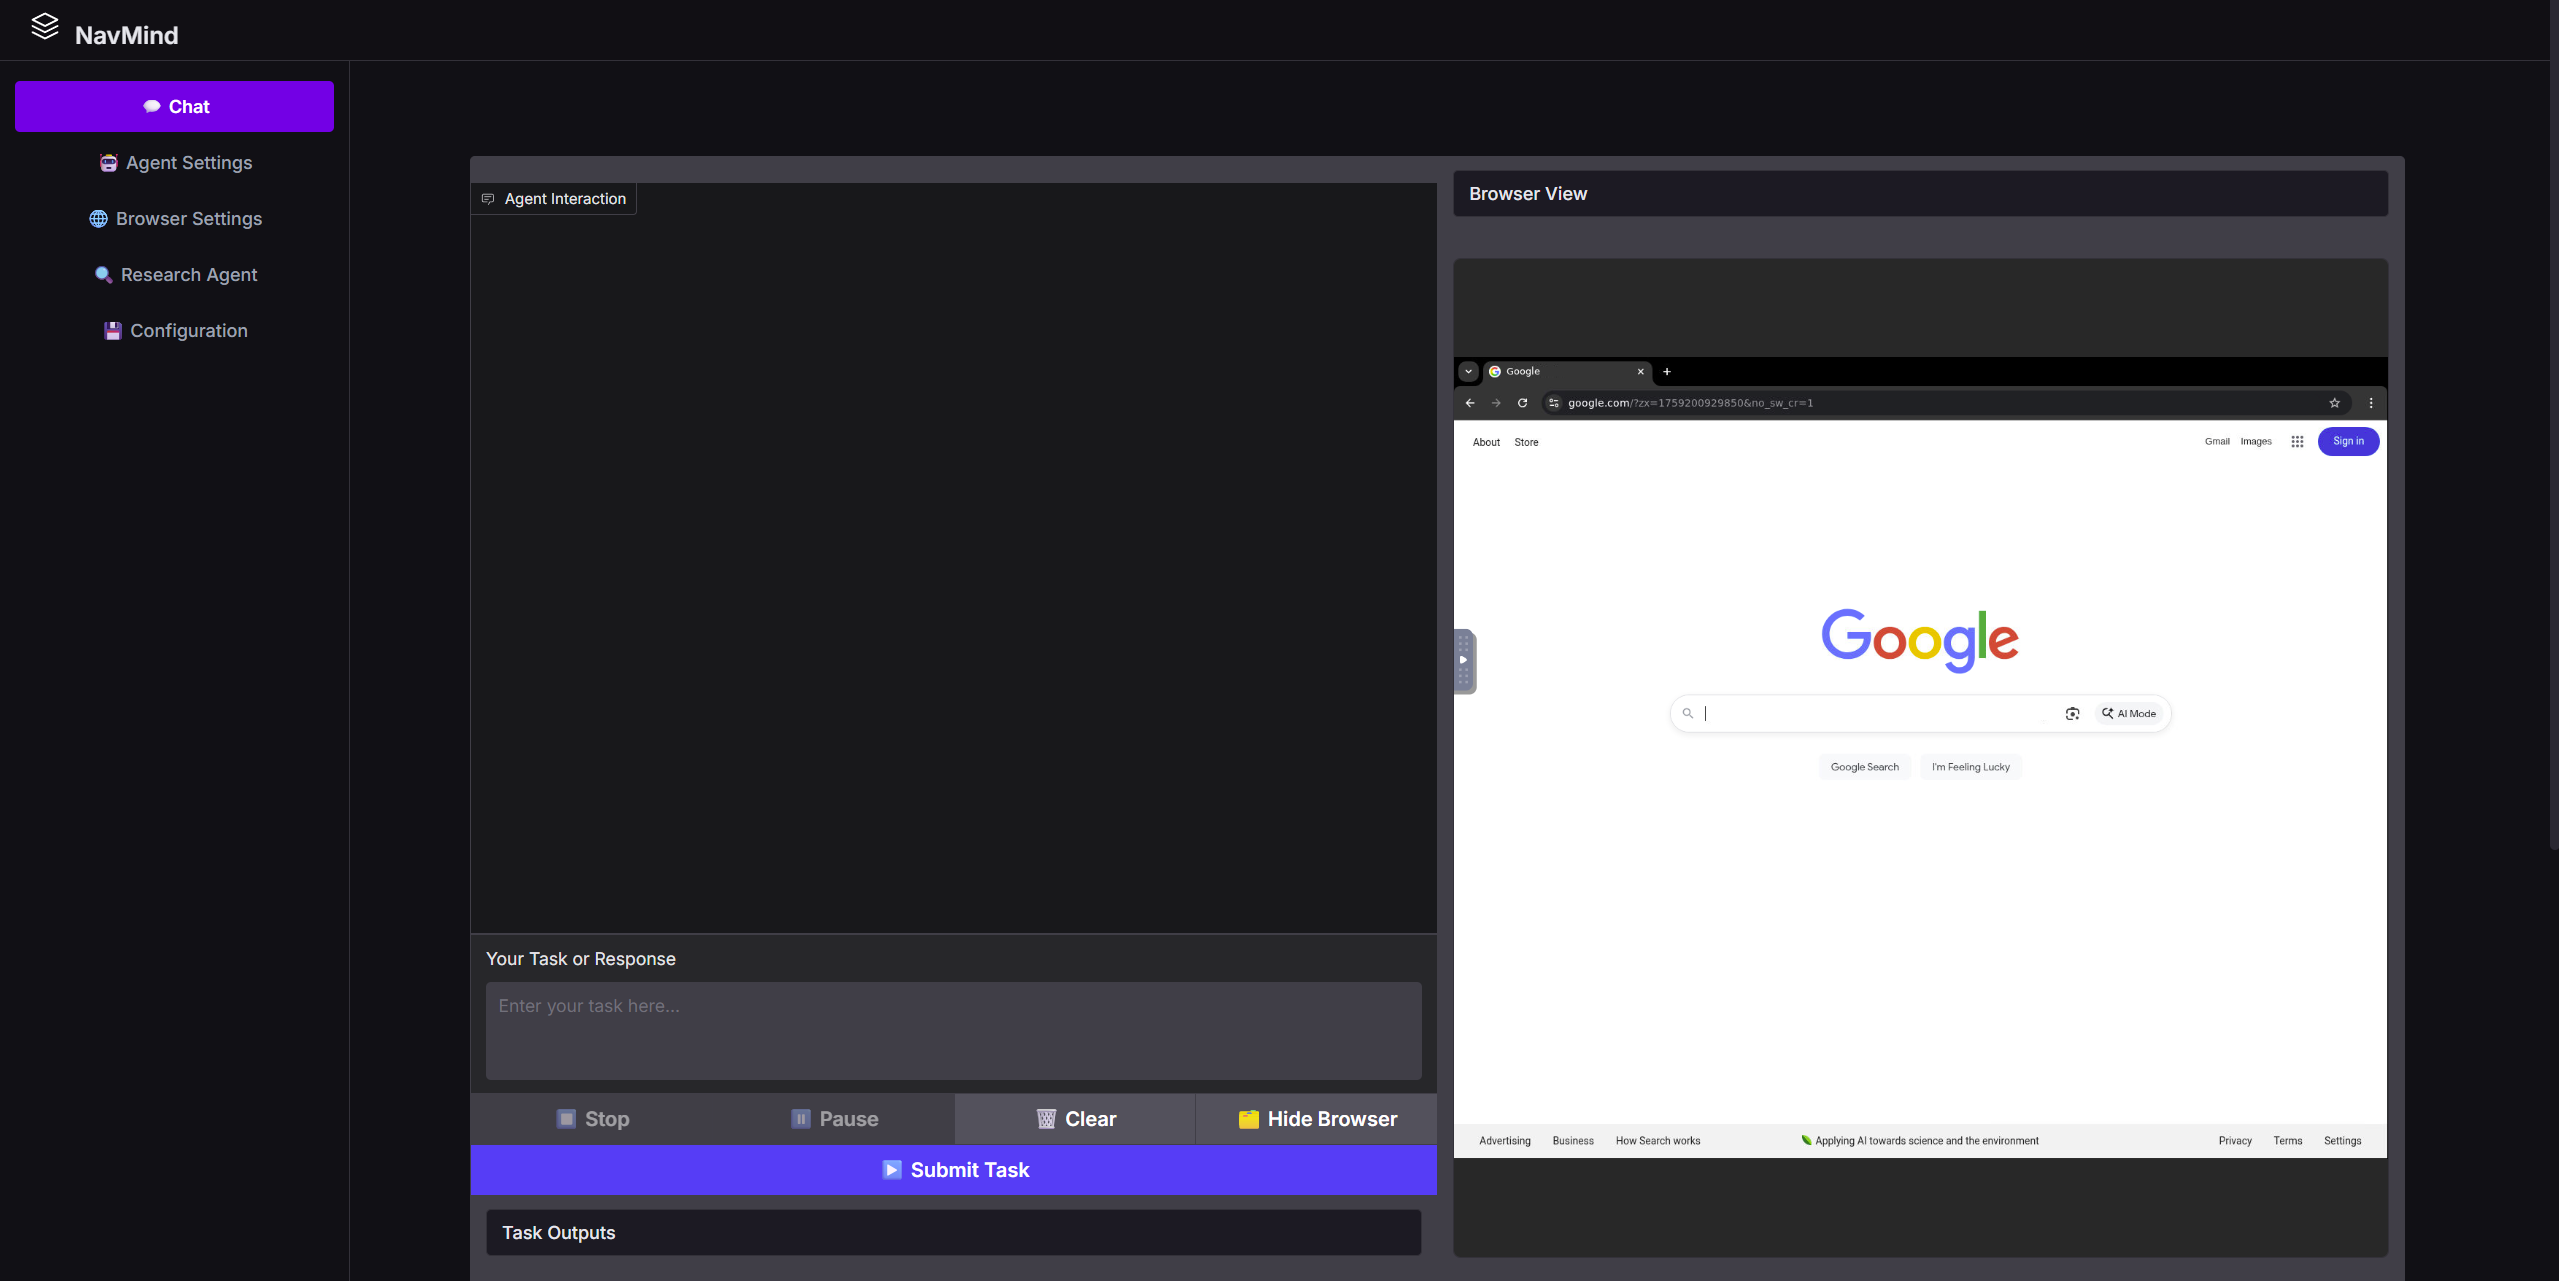 NavMind
Chat
Agent Settings
Browser Settings
Research Agent
Configuration
Agent Interaction
Your Task or Response
Enter your task here...
Stop
Pause
Clear
Hide Browser
Submit Task
Task Outputs
Browser View
Google
google.com/?zx=1759200929850&no_sw_cr=1
About Store
Gmail Images
Sign in
Google
AI Mode
Google Search
I'm Feeling Lucky
Advertising Business How Search works
Applying AI towards science and the environment
Privacy Terms Settings